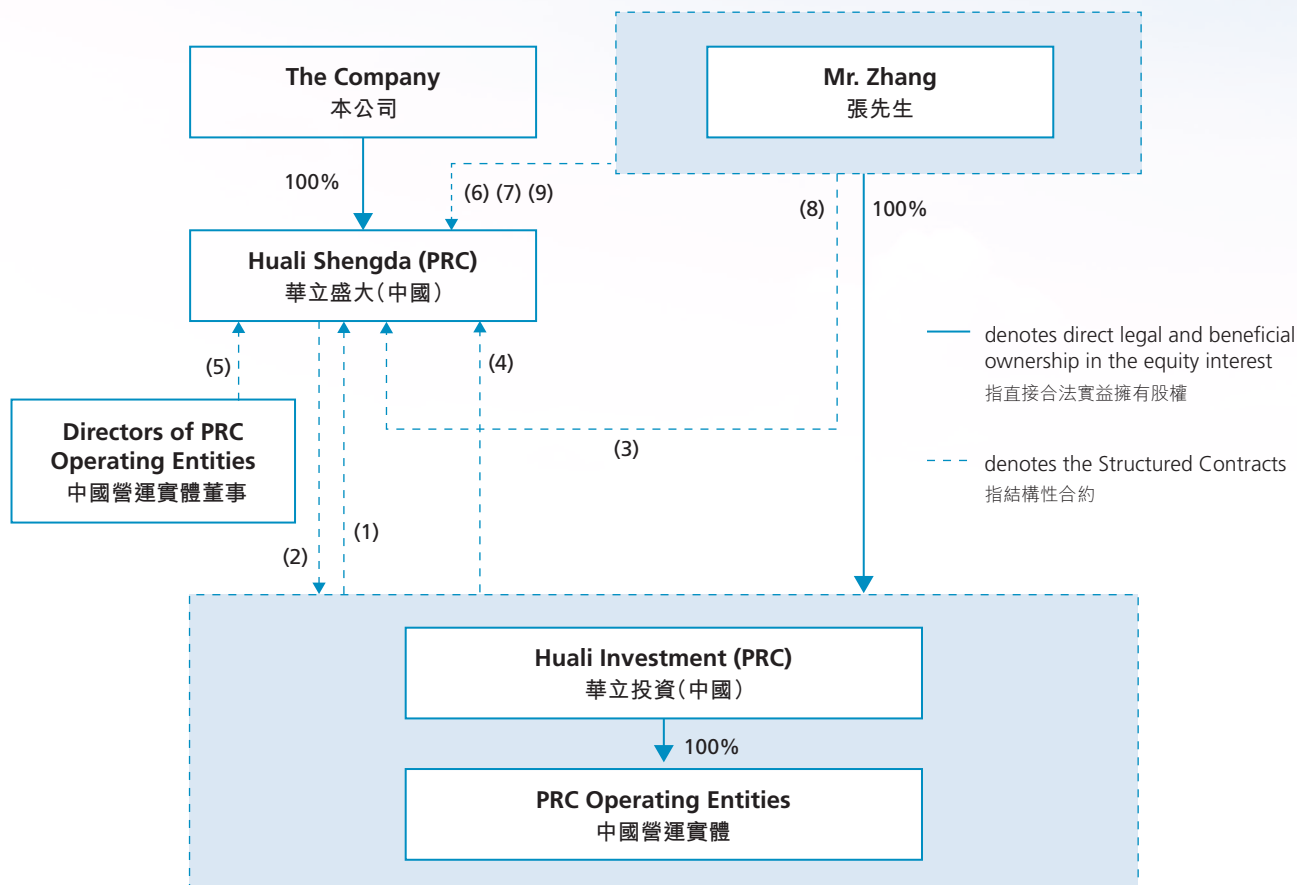 The Company
本公司
Mr. Zhang
張先生
100%
(6) (7) (9)
(8)
100%
Huali Shengda (PRC)
華立盛大(中國)
(5)
(4)
denotes direct legal and beneficial
ownership in the equity interest
指直接合法實益擁有股權
Directors of PRC
Operating Entities
中國營運實體董事
(3)
denotes the Structured Contracts
指結構性合約
(2)
(1)
Huali Investment (PRC)
華立投資(中國)
100%
PRC Operating Entities
中國營運實體